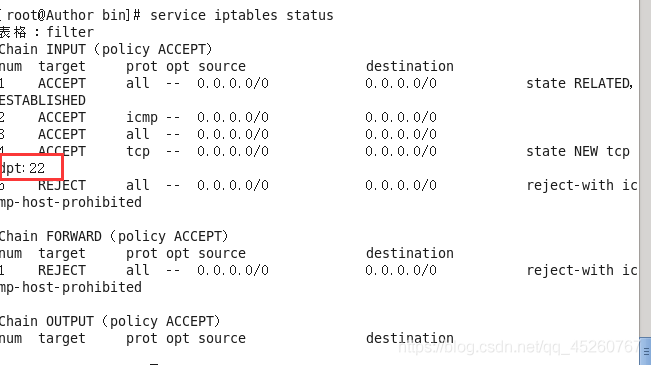 [root@Author bin]# service iptables status
表格：filter
Chain INPUT (policy ACCEPT)
num  target     prot opt source               destination
1    ACCEPT     all  --  0.0.0.0/0            0.0.0.0/0           state RELATED,
ESTABLISHED
2    ACCEPT     icmp --  0.0.0.0/0            0.0.0.0/0
3    ACCEPT     all  --  0.0.0.0/0            0.0.0.0/0
4    ACCEPT     tcp  --  0.0.0.0/0            0.0.0.0/0           state NEW tcp
dpt:22
5    REJECT     all  --  0.0.0.0/0            0.0.0.0/0           reject-with ic
mp-host-prohibited
Chain FORWARD (policy ACCEPT)
num  target     prot opt source               destination
1    REJECT     all  --  0.0.0.0/0            0.0.0.0/0           reject-with ic
mp-host-prohibited
Chain OUTPUT (policy ACCEPT)
num  target     prot opt source               destination
https://blog.csdn.net/qq_45260767